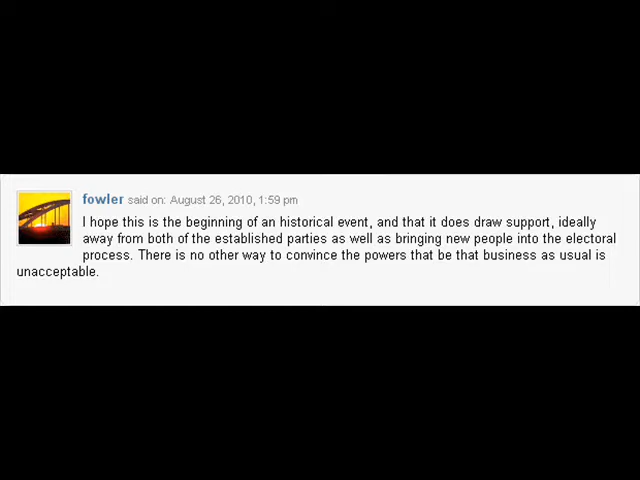 fowler said on: August 26, 2010, 1:59 pm
I hope this is the beginning of an historical event, and that it does draw support, ideally
away from both of the established parties as well as bringing new people into the electoral
process. There is no other way to convince the powers that be that business as usual is
unacceptable.